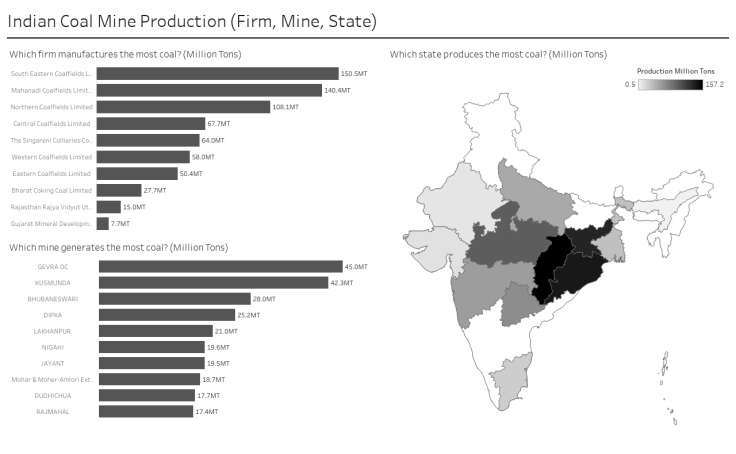 Indian Coal Mine Production (Firm, Mine, State)
Which firm manufactures the most coal? (Million Tons)
South Eastern Coalfields L.. 150.5MT
Mahanadi Coalfields Limit.. 140.4MT
Northern Coalfields Limited 108.1MT
Central Coalfields Limited 67.7MT
The Singareni Collieries Co.. 64.0MT
Western Coalfields Limited 58.0MT
Eastern Coalfields Limited 50.4MT
Bharat Coking Coal Limited 27.7MT
Rajasthan Rajya Vidyut Ut.. 15.0MT
Gujarat Mineral Developm.. 7.7MT
Which mine generates the most coal? (Million Tons)
GEVRA OC 45.0MT
KUSMUNDA 42.3MT
BHUBANESWARI 28.0MT
DIPKA 25.2MT
LAKHANPUR 21.0MT
NIGAHI 19.6MT
JAYANT 19.5MT
Mohar & Moher-Amlori Ext.. 18.7MT
DUDHICHUA 17.7MT
RAJMAHAL 17.4MT
Which state produces the most coal? (Million Tons)
Production Million Tons
0.5 157.2